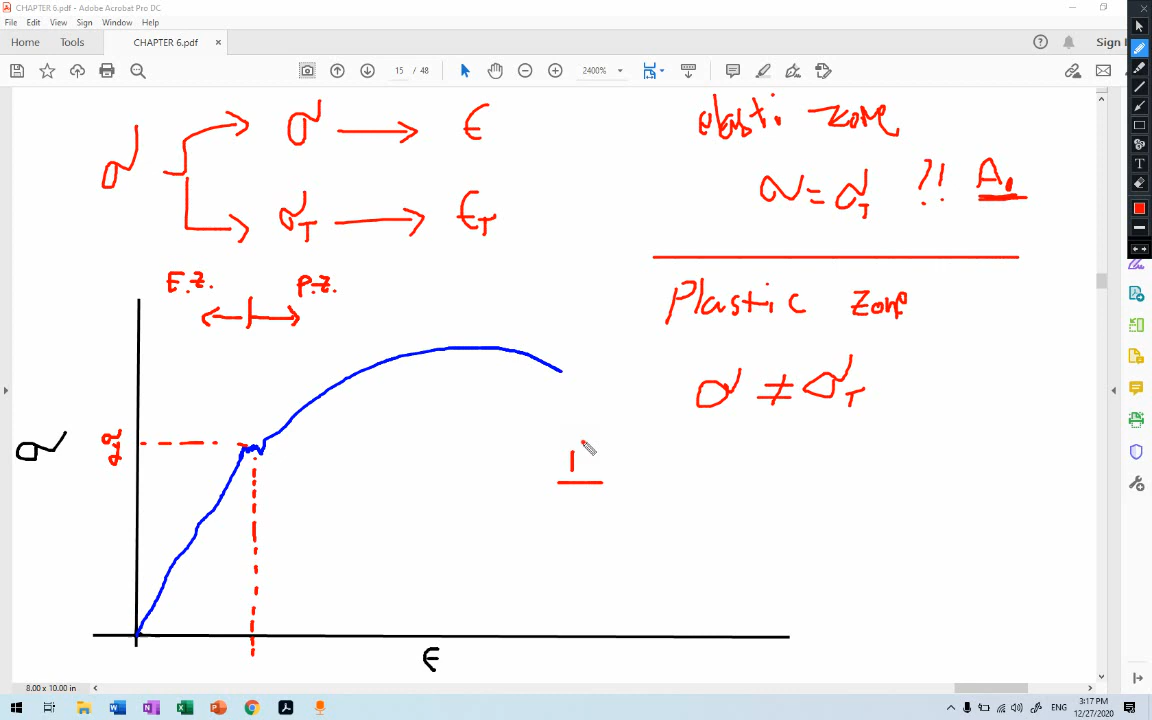 CHAPTER 6.pdf - Adobe Acrobat Pro DC
File Edit View Sign Window Help
Home Tools CHAPTER 6.pdf × Sign
15 / 48 2400%
σ σ → ϵ
σT → ϵT
elasti. zone
σ = σT ?! A₀
E.Z. P.Z.
Plastic zone
σ ≠ σT
σ
σy
ϵ
8.00 x 10.00 in
ENG 3:17 PM
12/27/2020